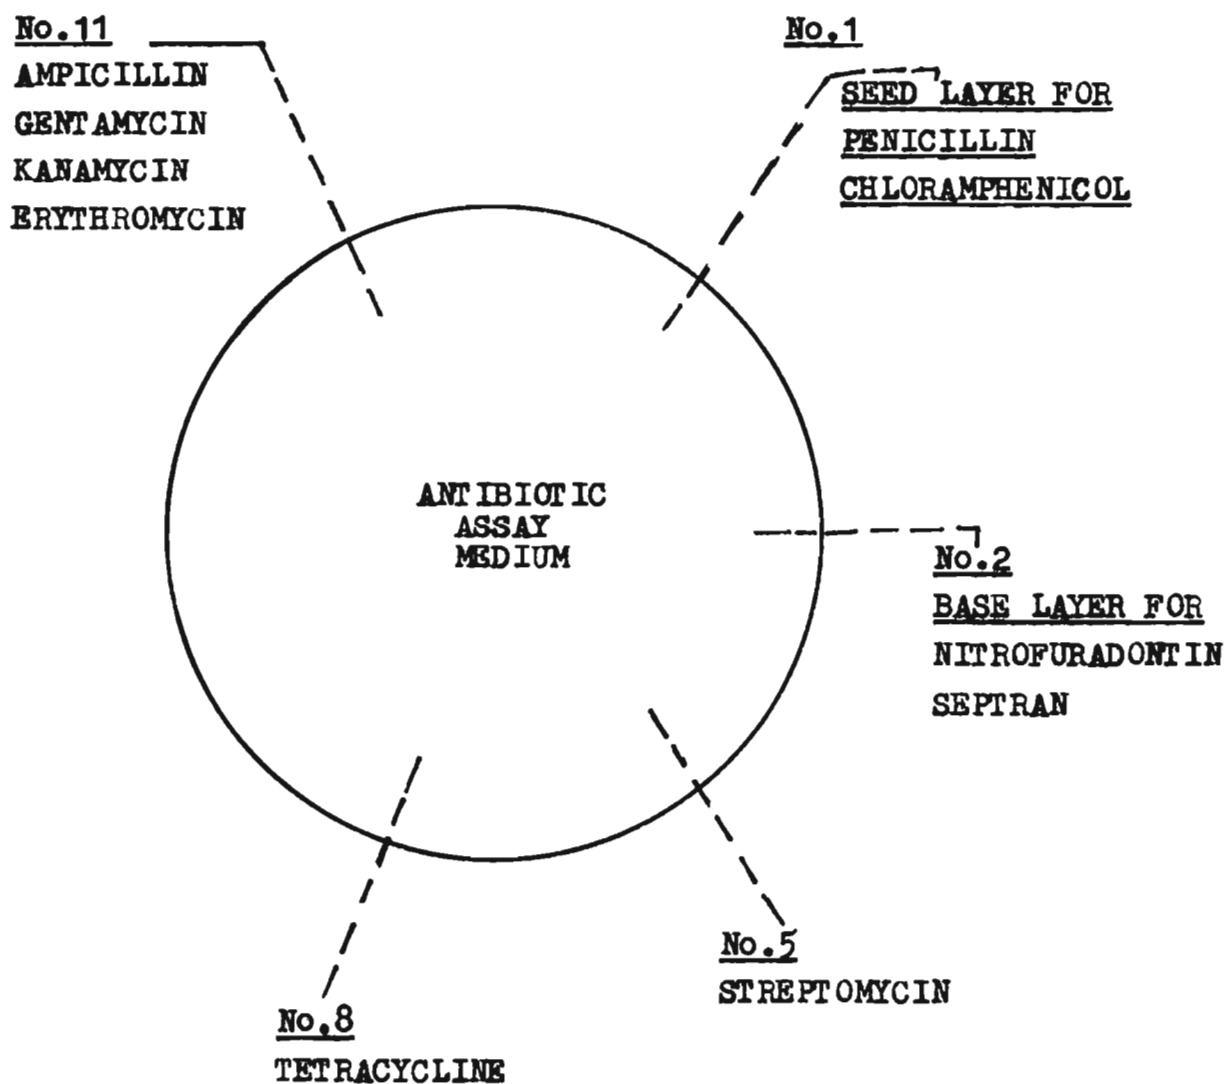 No.11
AMPICILLIN
GENTAMYCIN
KANAMYCIN
ERYTHROMYCIN
No.1
SEED LAYER FOR
PENICILLIN
CHLORAMPHENICOL
ANTIBIOTIC
ASSAY
MEDIUM
No.2
BASE LAYER FOR
NITROFURADONTIN
SEPTRAN
No.5
STREPTOMYCIN
No.8
TETRACYCLINE